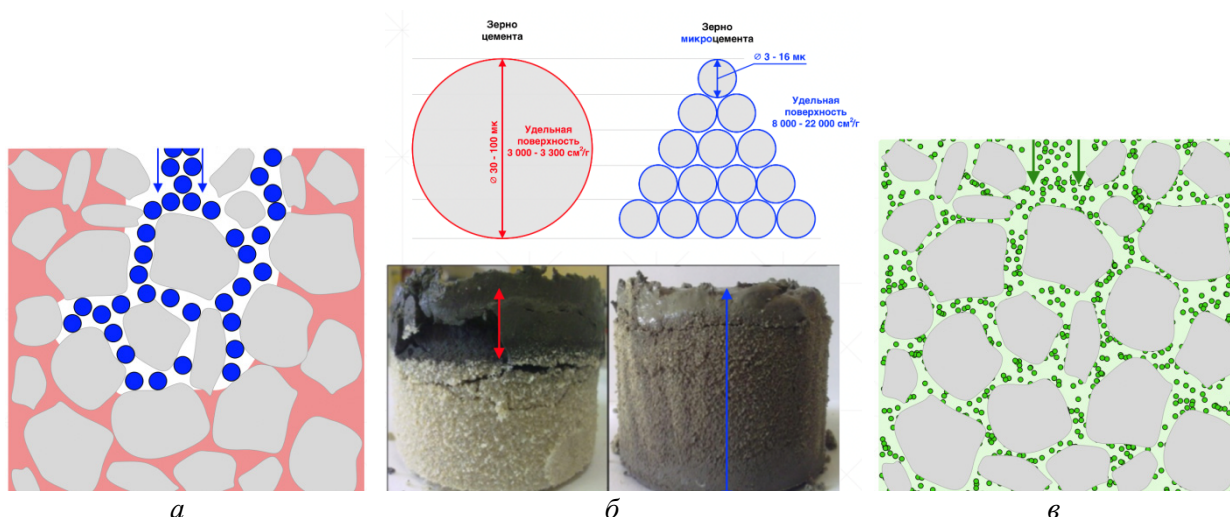 Зерно
цемента
Зерно
микроцемента
∅ 3 - 16 мк
∅ 30 - 100 мк
Удельная
поверхность
3 000 - 3 300 см²/г
Удельная
поверхность
8 000 - 22 000 см²/г
а
б
в